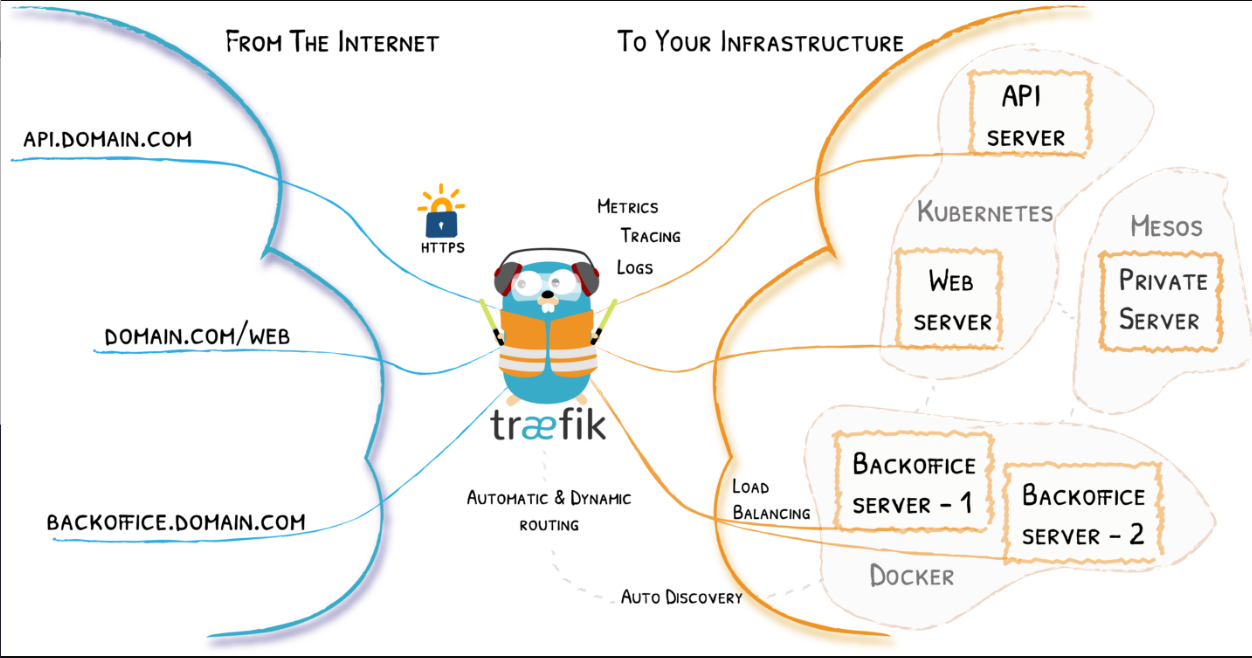 From The Internet
To Your Infrastructure
api.domain.com
API
server
HTTPS
Metrics
Tracing
Logs
Kubernetes
Mesos
domain.com/web
Web
server
Private
Server
træfik
Backoffice
server - 1
Backoffice
server - 2
Load
Balancing
Automatic & Dynamic
routing
backoffice.domain.com
Docker
Auto Discovery